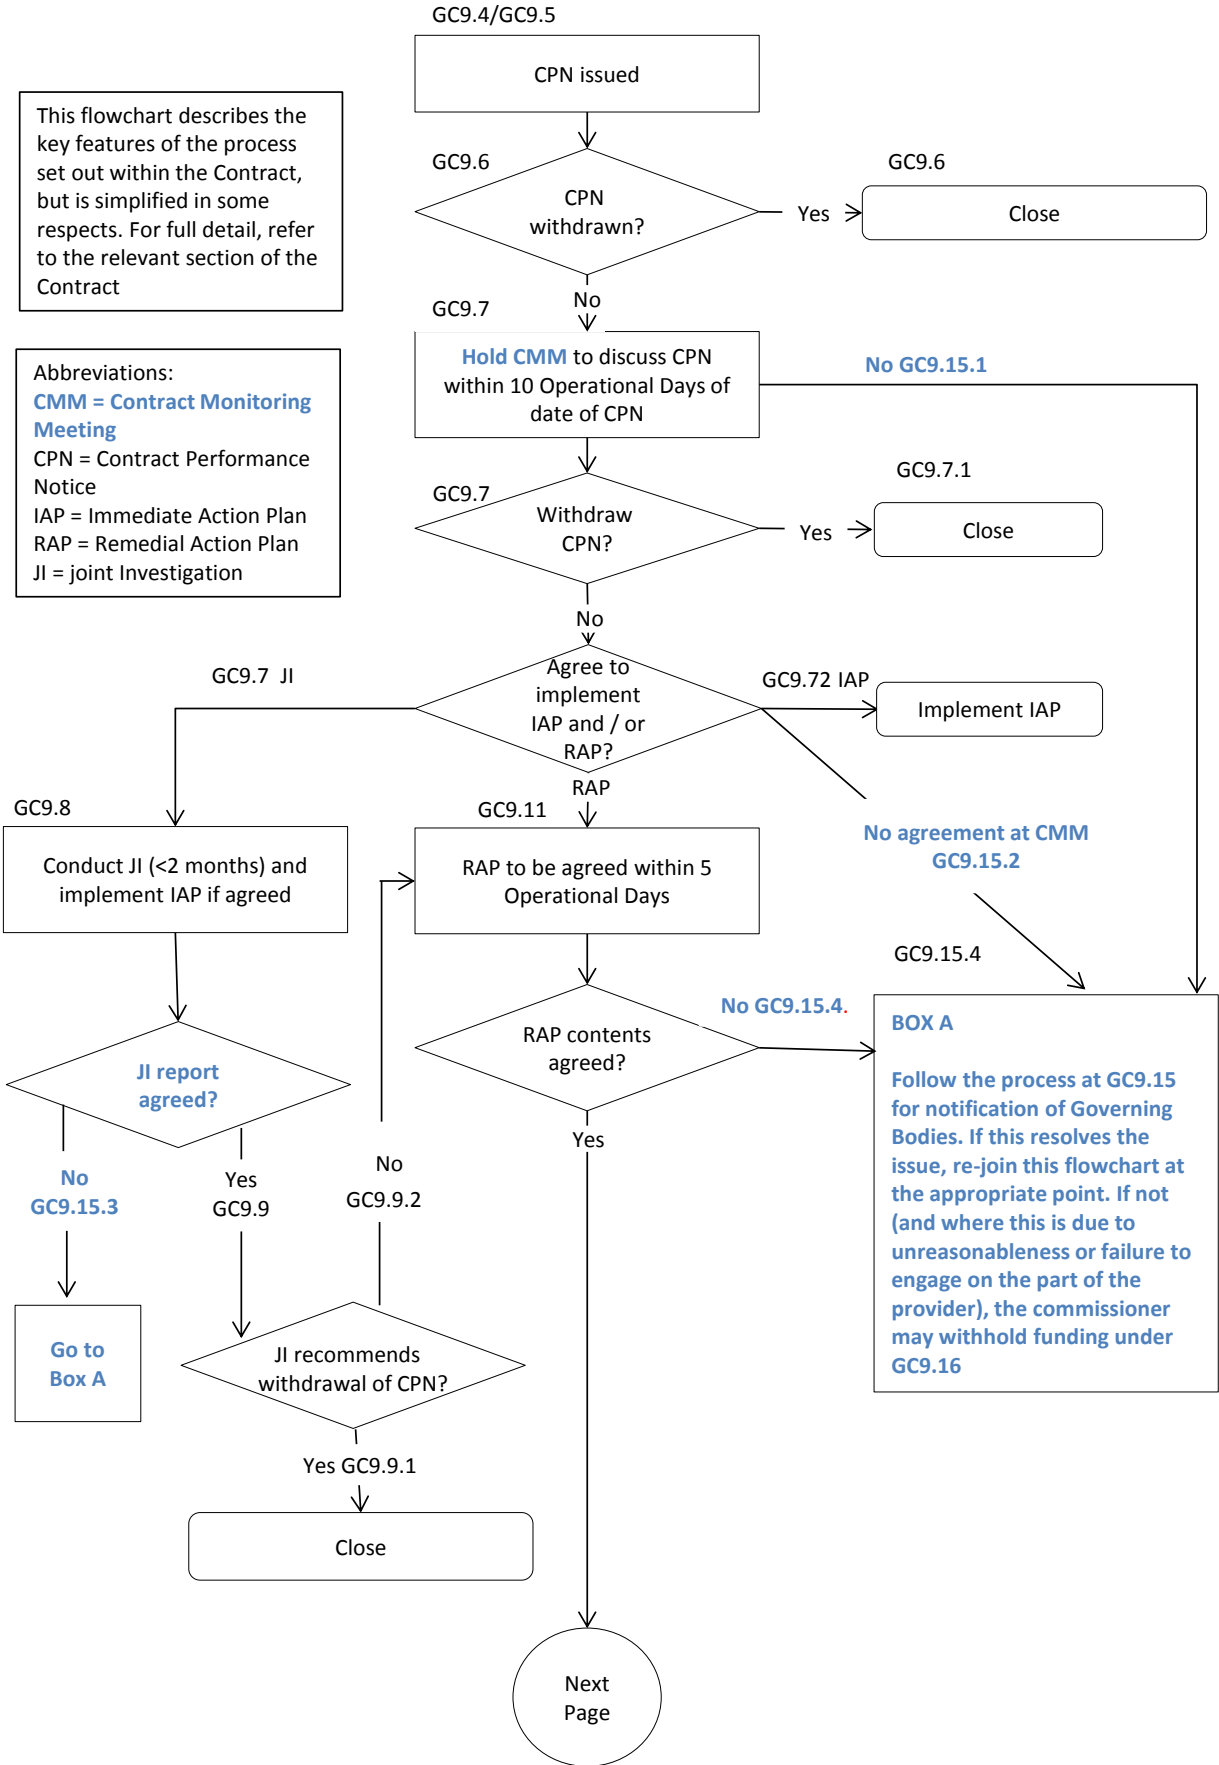 GC9.4/GC9.5
CPN issued
This flowchart describes the
key features of the process
set out within the Contract,
but is simplified in some
respects. For full detail, refer
to the relevant section of the
Contract
GC9.6
CPN
withdrawn?
Yes
GC9.6
Close
No
GC9.7
Hold CMM to discuss CPN
within 10 Operational Days of
date of CPN
No GC9.15.1
Abbreviations:
CMM = Contract Monitoring
Meeting
CPN = Contract Performance
Notice
IAP = Immediate Action Plan
RAP = Remedial Action Plan
JI = joint Investigation
GC9.7
Withdraw
CPN?
Yes
GC9.7.1
Close
No
GC9.7 JI
Agree to
implement
IAP and / or
RAP?
GC9.72 IAP
Implement IAP
RAP
No agreement at CMM
GC9.15.2
GC9.8
Conduct JI (<2 months) and
implement IAP if agreed
GC9.11
RAP to be agreed within 5
Operational Days
JI report
agreed?
RAP contents
agreed?
No GC9.15.4.
GC9.15.4
BOX A
Follow the process at GC9.15
for notification of Governing
Bodies. If this resolves the
issue, re-join this flowchart at
the appropriate point. If not
(and where this is due to
unreasonableness or failure to
engage on the part of the
provider), the commissioner
may withhold funding under
GC9.16
No
GC9.15.3
Yes
GC9.9
No
GC9.9.2
Yes
Go to
Box A
JI recommends
withdrawal of CPN?
Yes GC9.9.1
Close
Next
Page